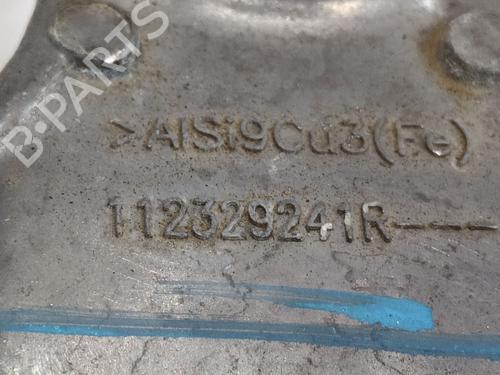 B-PARTS
>AlSi9Cu3(Fe)
112329241R----